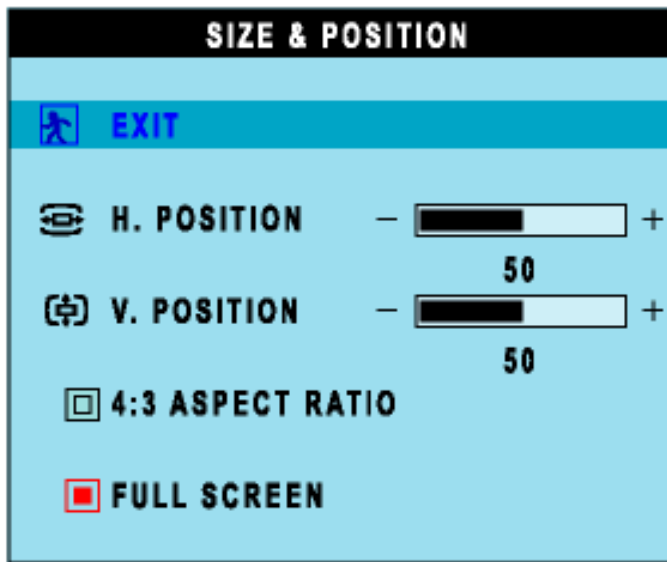 SIZE & POSITION
EXIT
H. POSITION - +
50
V. POSITION - +
50
4:3 ASPECT RATIO
FULL SCREEN